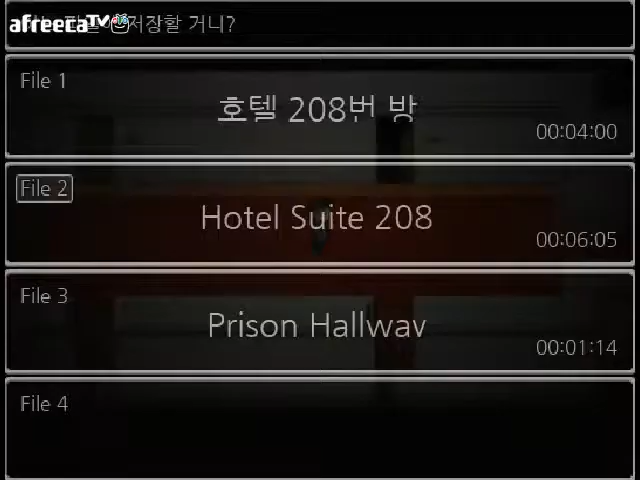 afreecaTV 저장할 거니?
File 1
호텔 208번 방
00:04:00
File 2
Hotel Suite 208
00:06:05
File 3
Prison Hallway
00:01:14
File 4